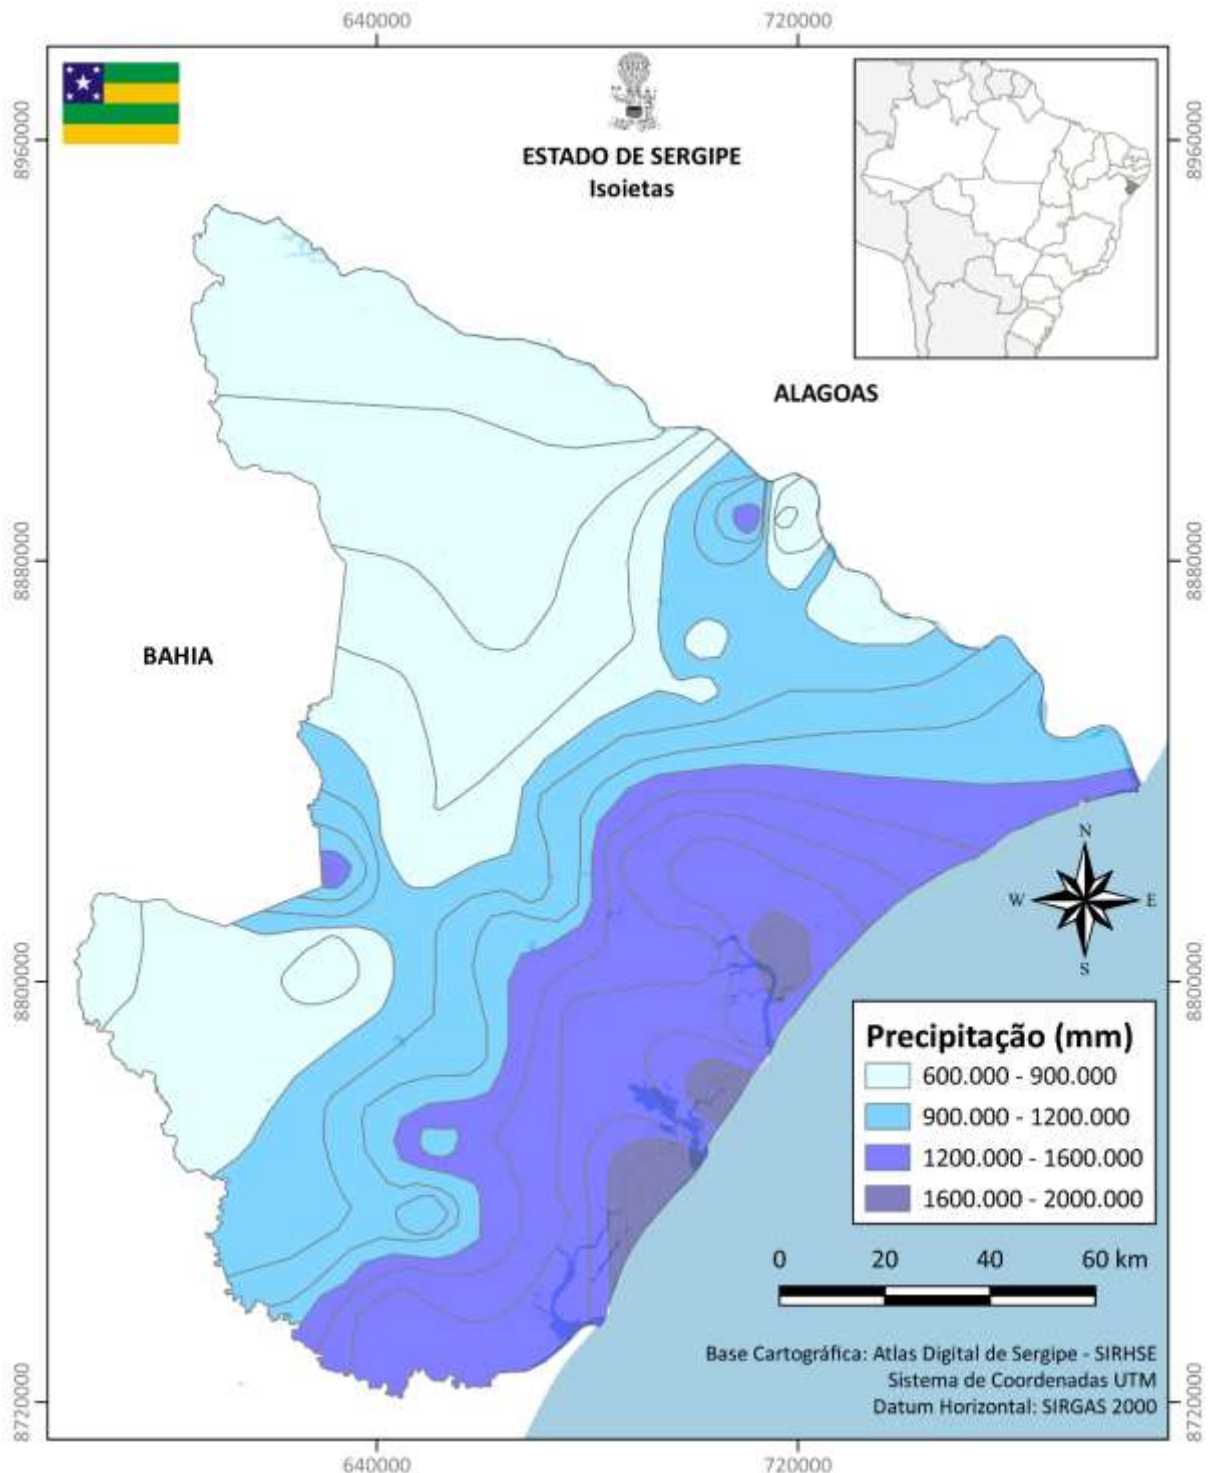 640000
720000
ESTADO DE SERGIPE
Isoietas
8960000
8960000
ALAGOAS
8880000
8880000
BAHIA
N
W
E
S
8800000
8800000
Precipitação (mm)
600.000 - 900.000
900.000 - 1200.000
1200.000 - 1600.000
1600.000 - 2000.000
0 20 40 60 km
Base Cartográfica: Atlas Digital de Sergipe - SIRHSE
Sistema de Coordenadas UTM
Datum Horizontal: SIRGAS 2000
8720000
8720000
640000
720000